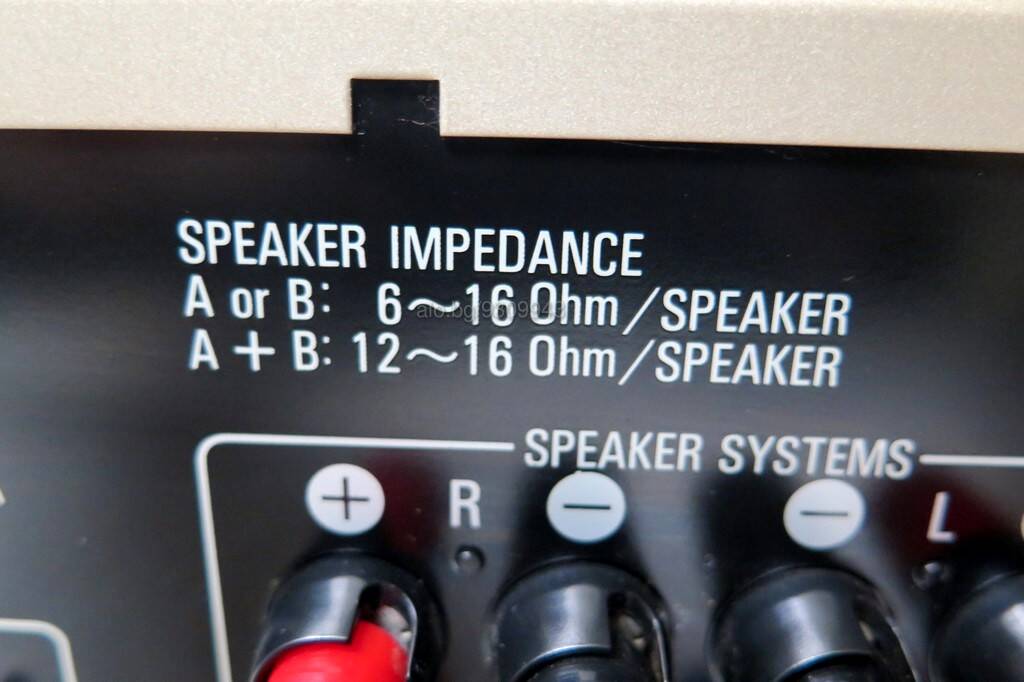 SPEAKER IMPEDANCE
A or B: 6～16 Ohm/SPEAKER
A + B: 12～16 Ohm/SPEAKER
SPEAKER SYSTEMS
+ R − − L